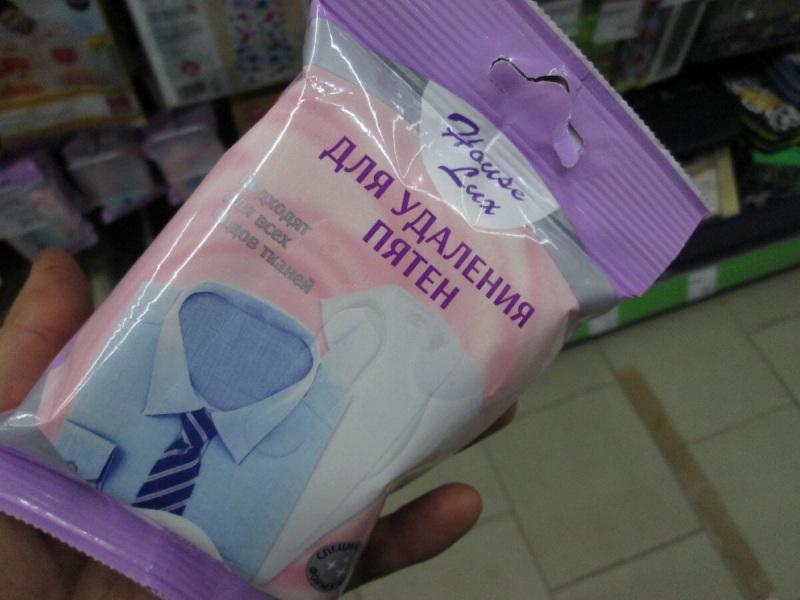 House
Lux
ДЛЯ УДАЛЕНИЯ
ПЯТЕН
ПОДХОДЯТ
ДЛЯ ВСЕХ
ВИДОВ ТКАНЕЙ